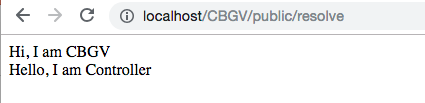 localhost/CBGV/public/resolve
Hi, I am CBGV
Hello, I am Controller